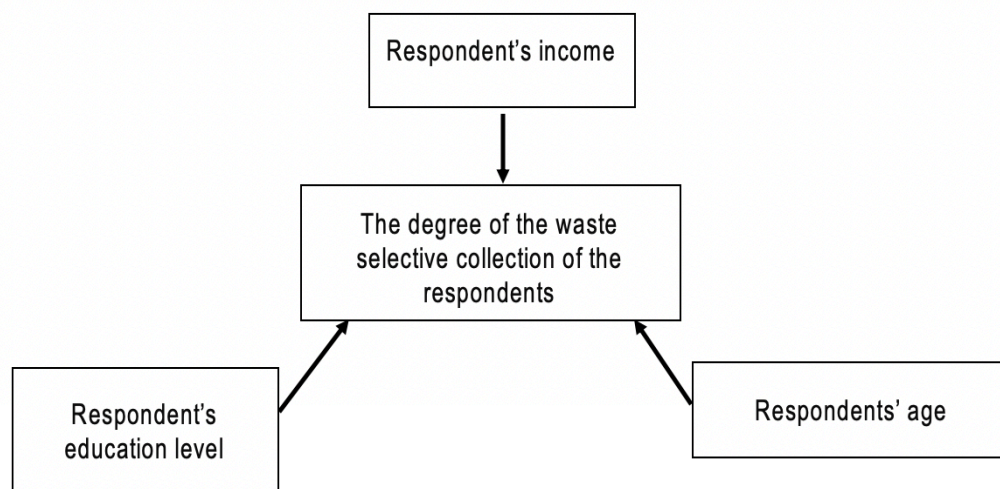 Respondent’s income
The degree of the waste
selective collection of the
respondents
Respondent’s
education level
Respondents’ age